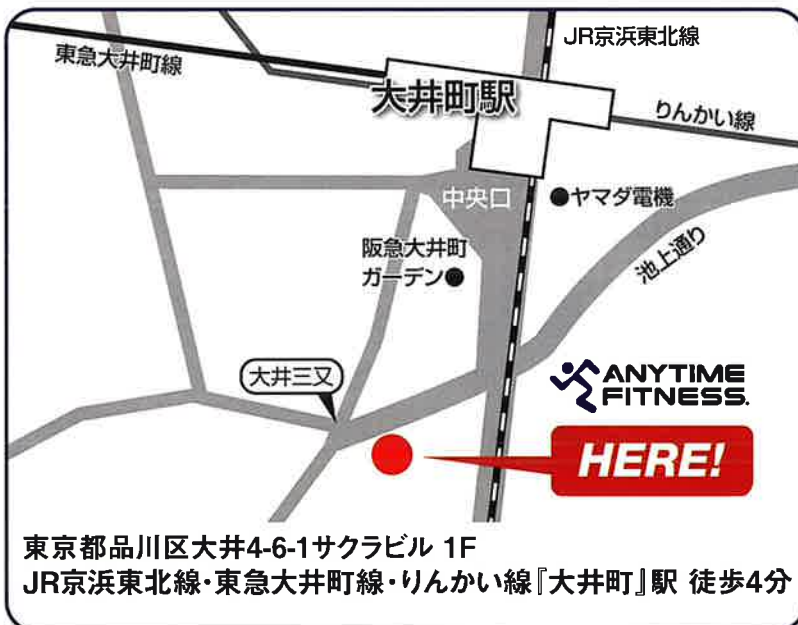 JR京浜東北線
東急大井町線
大井町駅
りんかい線
中央口
●ヤマダ電機
阪急大井町
ガーデン●
池上通り
大井三又
ANYTIME
FITNESS.
HERE!
東京都品川区大井4-6-1サクラビル 1F
JR京浜東北線・東急大井町線・りんかい線『大井町』駅 徒歩4分